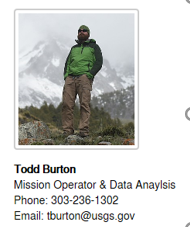 Todd Burton
Mission Operator & Data Anaylsis
Phone: 303-236-1302
Email: tburton@usgs.gov